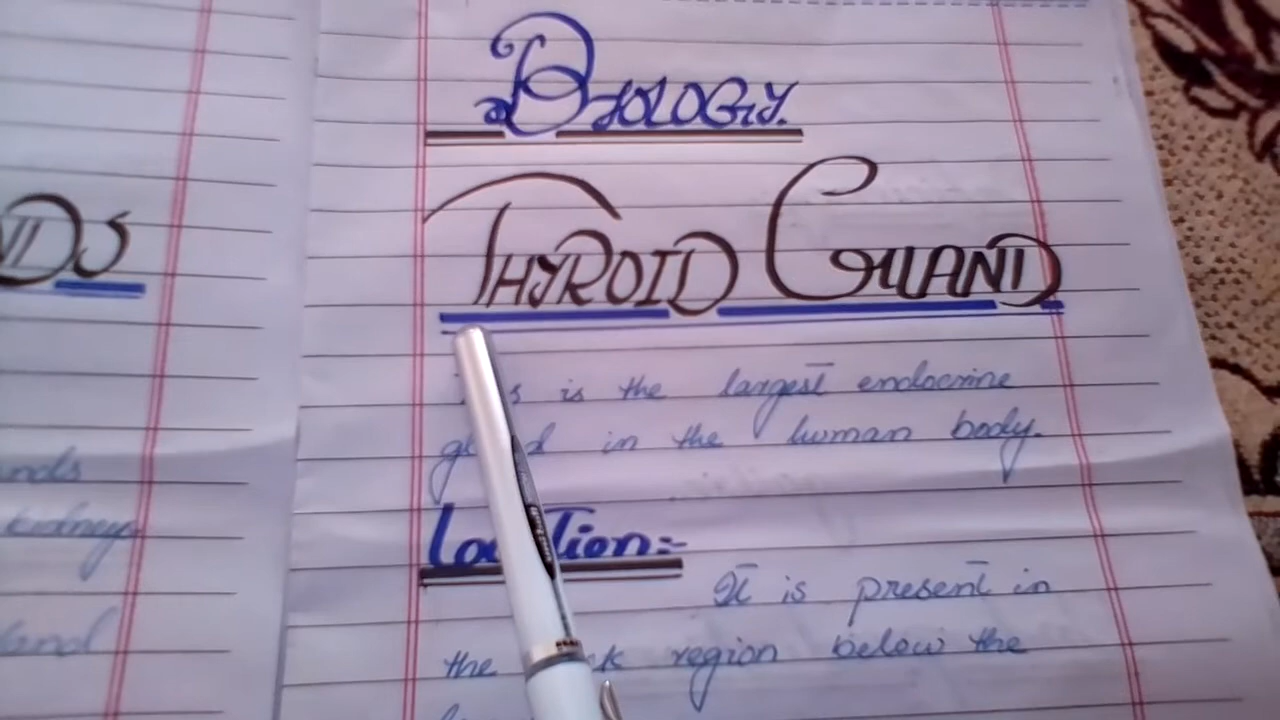 BIOLOGY.
THYROID GLAND
is the largest endocrine
in the human body.
Location:-
It is present in
the region below the
kidney